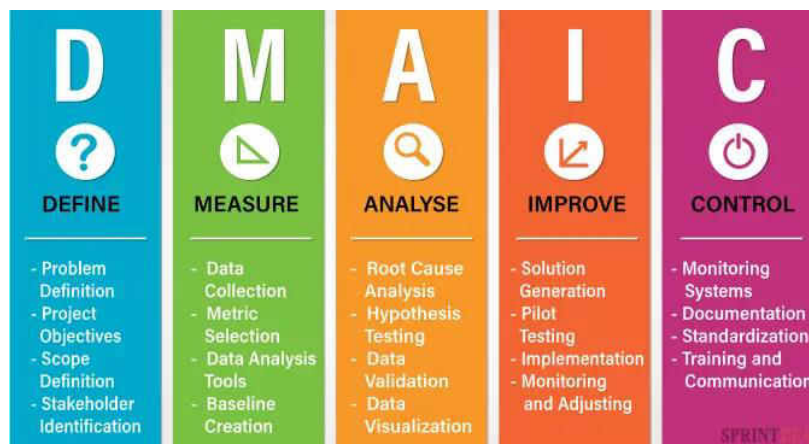 D
DEFINE
- Problem
Definition
- Project
Objectives
- Scope
Definition
- Stakeholder
Identification
M
MEASURE
- Data
Collection
- Metric
Selection
- Data Analysis
Tools
- Baseline
Creation
A
ANALYSE
- Root Cause
Analysis
- Hypothesis
Testing
- Data
Validation
- Data
Visualization
I
IMPROVE
- Solution
Generation
- Pilot
Testing
- Implementation
- Monitoring
and Adjusting
C
CONTROL
- Monitoring
Systems
- Documentation
- Standardization
- Training and
Communication